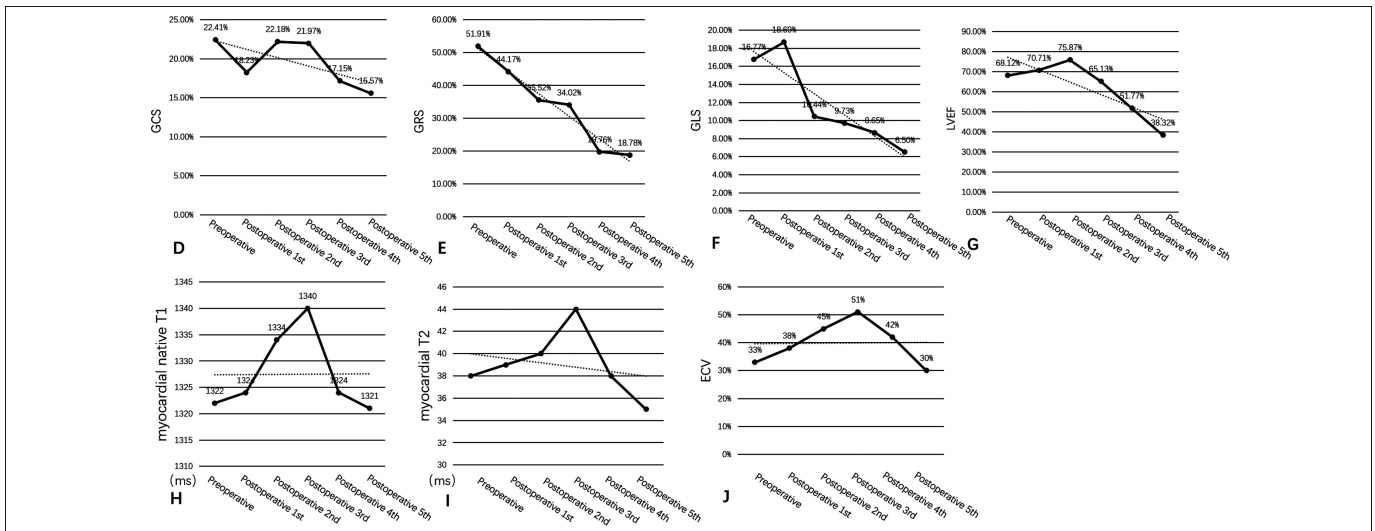 25.00%
20.00%
15.00%
10.00%
5.00%
0.00%
GCS
22.41%
18.23%
22.18%
21.97%
17.15%
15.57%
Preoperative
Postoperative 1st
Postoperative 2nd
Postoperative 3rd
Postoperative 4th
Postoperative 5th
D
60.00%
50.00%
40.00%
30.00%
20.00%
10.00%
0.00%
GRS
51.91%
44.17%
35.52%
34.02%
19.76%
18.78%
Preoperative
Postoperative 1st
Postoperative 2nd
Postoperative 3rd
Postoperative 4th
Postoperative 5th
E
20.00%
18.00%
16.00%
14.00%
12.00%
10.00%
8.00%
6.00%
4.00%
2.00%
0.00%
GLS
16.77%
18.69%
10.44%
9.73%
8.65%
6.50%
Preoperative
Postoperative 1st
Postoperative 2nd
Postoperative 3rd
Postoperative 4th
Postoperative 5th
F
90.00%
80.00%
70.00%
60.00%
50.00%
40.00%
30.00%
20.00%
10.00%
0.00%
LVEF
68.12%
70.71%
75.87%
65.13%
51.77%
38.32%
Preoperative
Postoperative 1st
Postoperative 2nd
Postoperative 3rd
Postoperative 4th
Postoperative 5th
G
1345
1340
1335
1330
1325
1320
1315
1310
(ms)
myocardial native T1
1322
1324
1334
1340
1324
1321
Preoperative
Postoperative 1st
Postoperative 2nd
Postoperative 3rd
Postoperative 4th
Postoperative 5th
H
46
44
42
40
38
36
34
32
30
(ms)
myocardial T2
Preoperative
Postoperative 1st
Postoperative 2nd
Postoperative 3rd
Postoperative 4th
Postoperative 5th
I
60%
50%
40%
30%
20%
10%
0%
ECV
33%
38%
45%
51%
42%
30%
Preoperative
Postoperative 1st
Postoperative 2nd
Postoperative 3rd
Postoperative 4th
Postoperative 5th
J